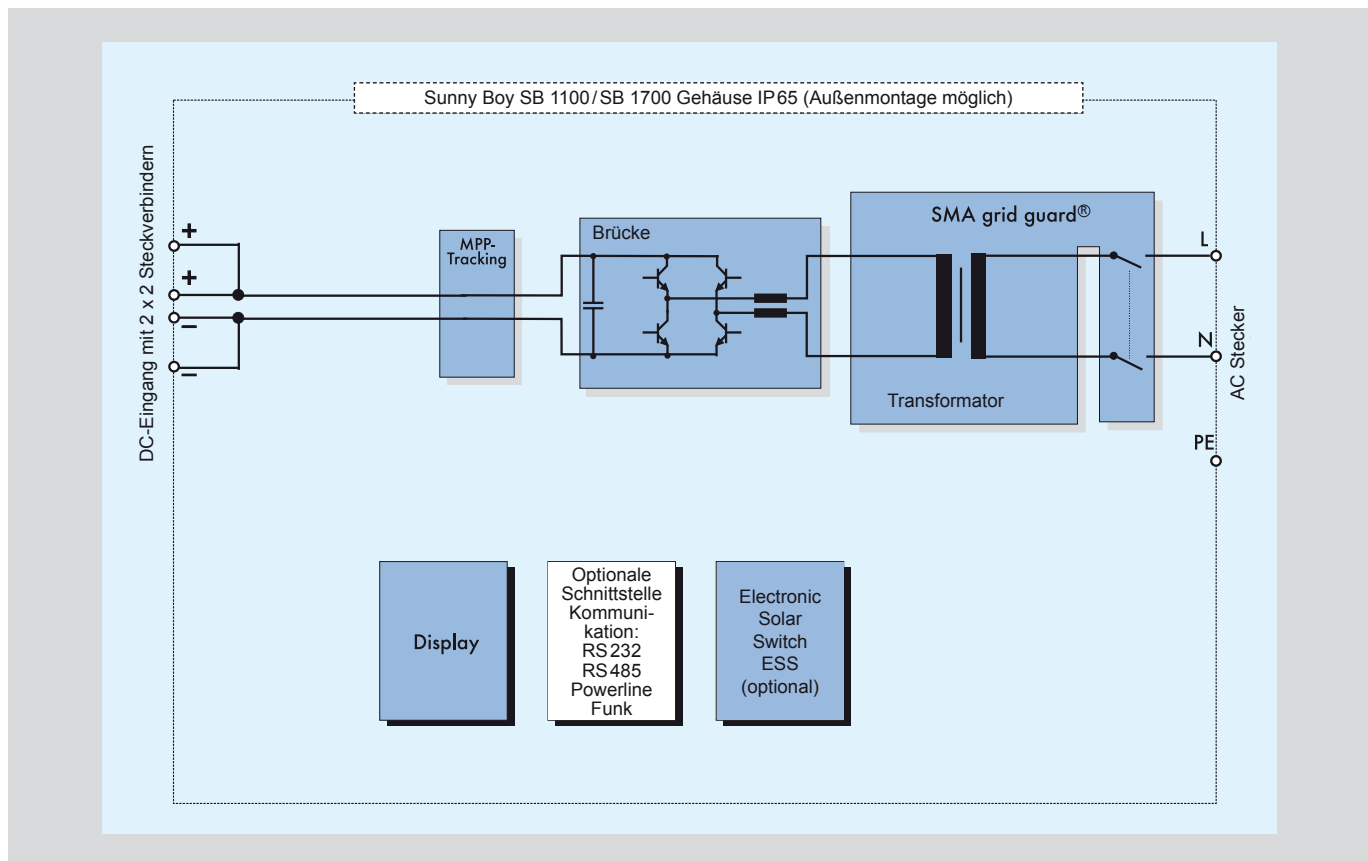 Sunny Boy SB 1100/SB 1700 Gehäuse IP65 (Außenmontage möglich)
DC-Eingang mit 2 x 2 Steckverbindern
+
+
–
–
MPP-
Tracking
Brücke
SMA grid guard®
Transformator
L
N
PE
AC Stecker
Display
Optionale
Schnittstelle
Kommuni-
kation:
RS232
RS485
Powerline
Funk
Electronic
Solar
Switch
ESS
(optional)